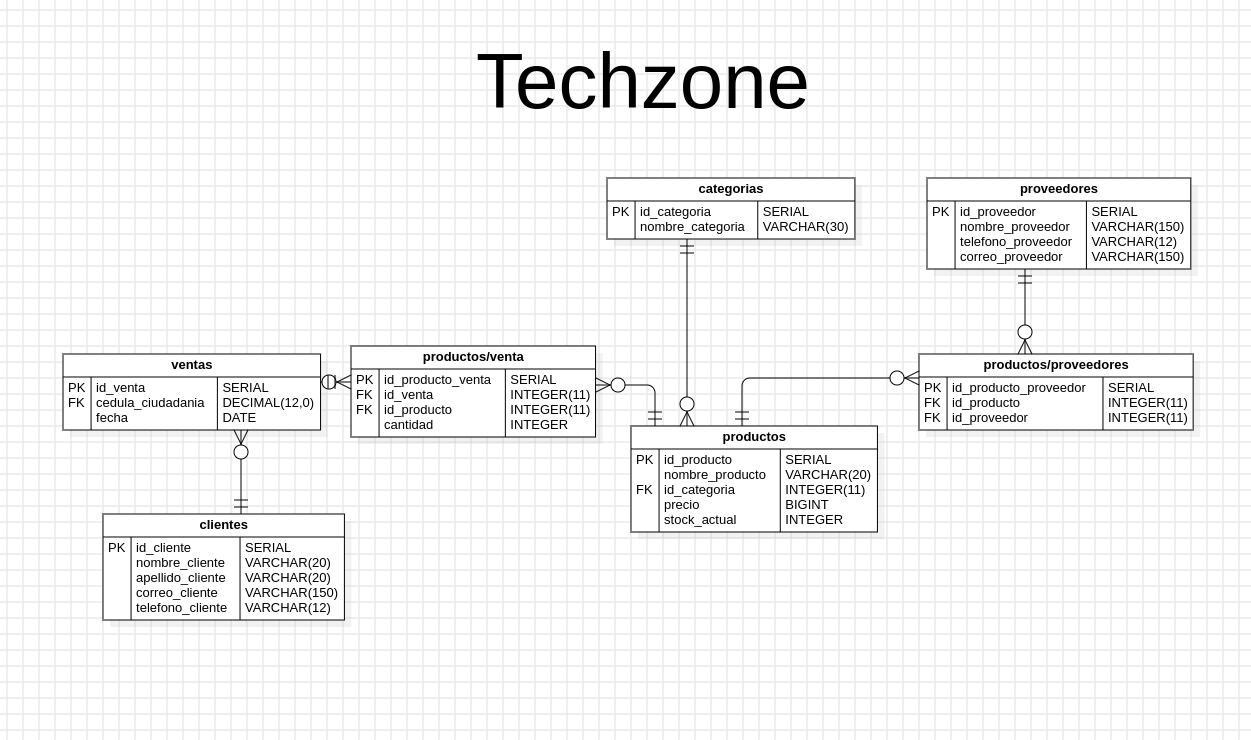 Techzone
categorias
PK id_categoria SERIAL
nombre_categoria VARCHAR(30)
proveedores
PK id_proveedor SERIAL
nombre_proveedor VARCHAR(150)
telefono_proveedor VARCHAR(12)
correo_proveedor VARCHAR(150)
ventas
PK id_venta SERIAL
FK cedula_ciudadania DECIMAL(12,0)
fecha DATE
productos/venta
PK id_producto_venta SERIAL
FK id_venta INTEGER(11)
FK id_producto INTEGER(11)
cantidad INTEGER
productos/proveedores
PK id_producto_proveedor SERIAL
FK id_producto INTEGER(11)
FK id_proveedor INTEGER(11)
productos
PK id_producto SERIAL
nombre_producto VARCHAR(20)
FK id_categoria INTEGER(11)
precio BIGINT
stock_actual INTEGER
clientes
PK id_cliente SERIAL
nombre_cliente VARCHAR(20)
apellido_cliente VARCHAR(20)
correo_cliente VARCHAR(150)
telefono_cliente VARCHAR(12)